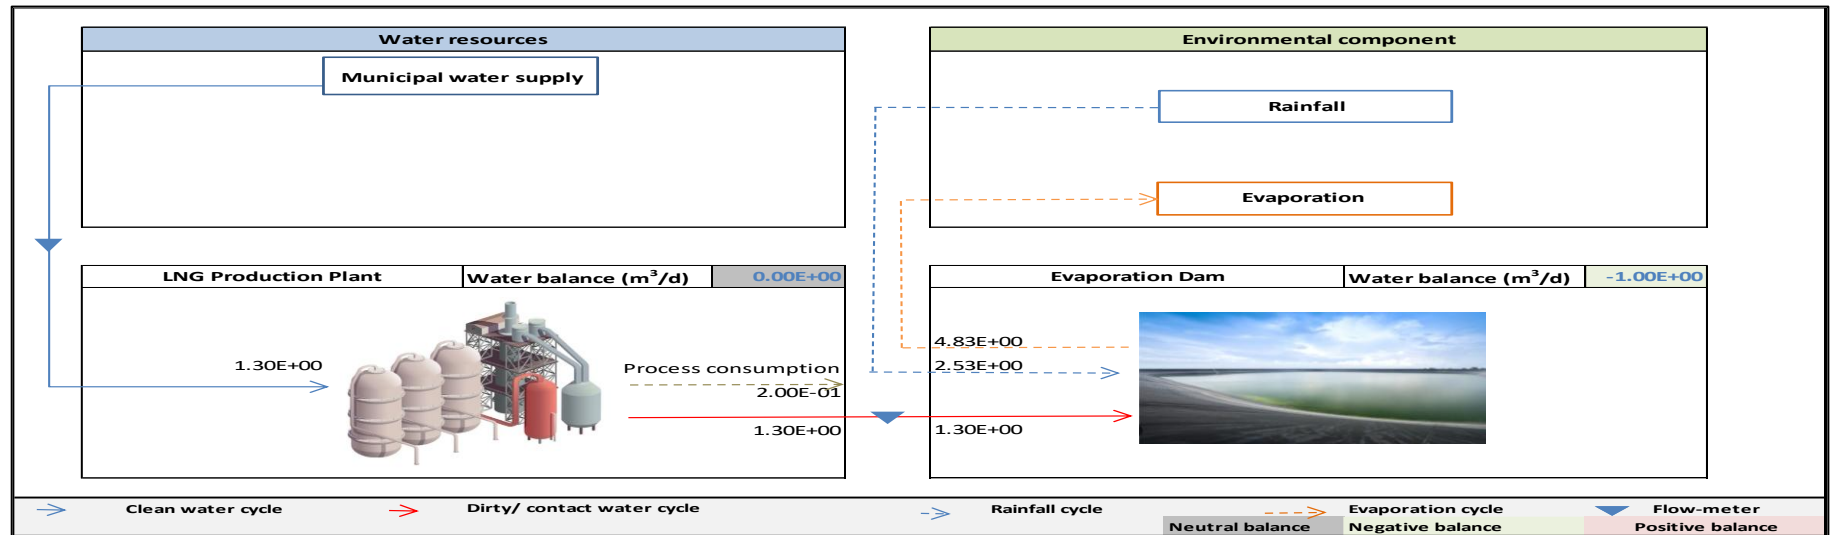 Water resources
Municipal water supply
Environmental component
Rainfall
Evaporation
LNG Production Plant Water balance (m³/d) 0.00E+00
1.30E+00
Process consumption
2.00E-01
1.30E+00
Evaporation Dam Water balance (m³/d) -1.00E+00
4.83E+00
2.53E+00
1.30E+00
Clean water cycle Dirty/ contact water cycle Rainfall cycle Evaporation cycle Flow-meter
Neutral balance Negative balance Positive balance